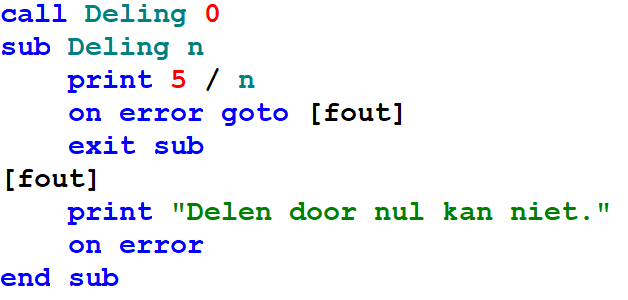 call Deling 0
sub Deling n
    print 5 / n
    on error goto [fout]
    exit sub
[fout]
    print "Delen door nul kan niet."
    on error
end sub